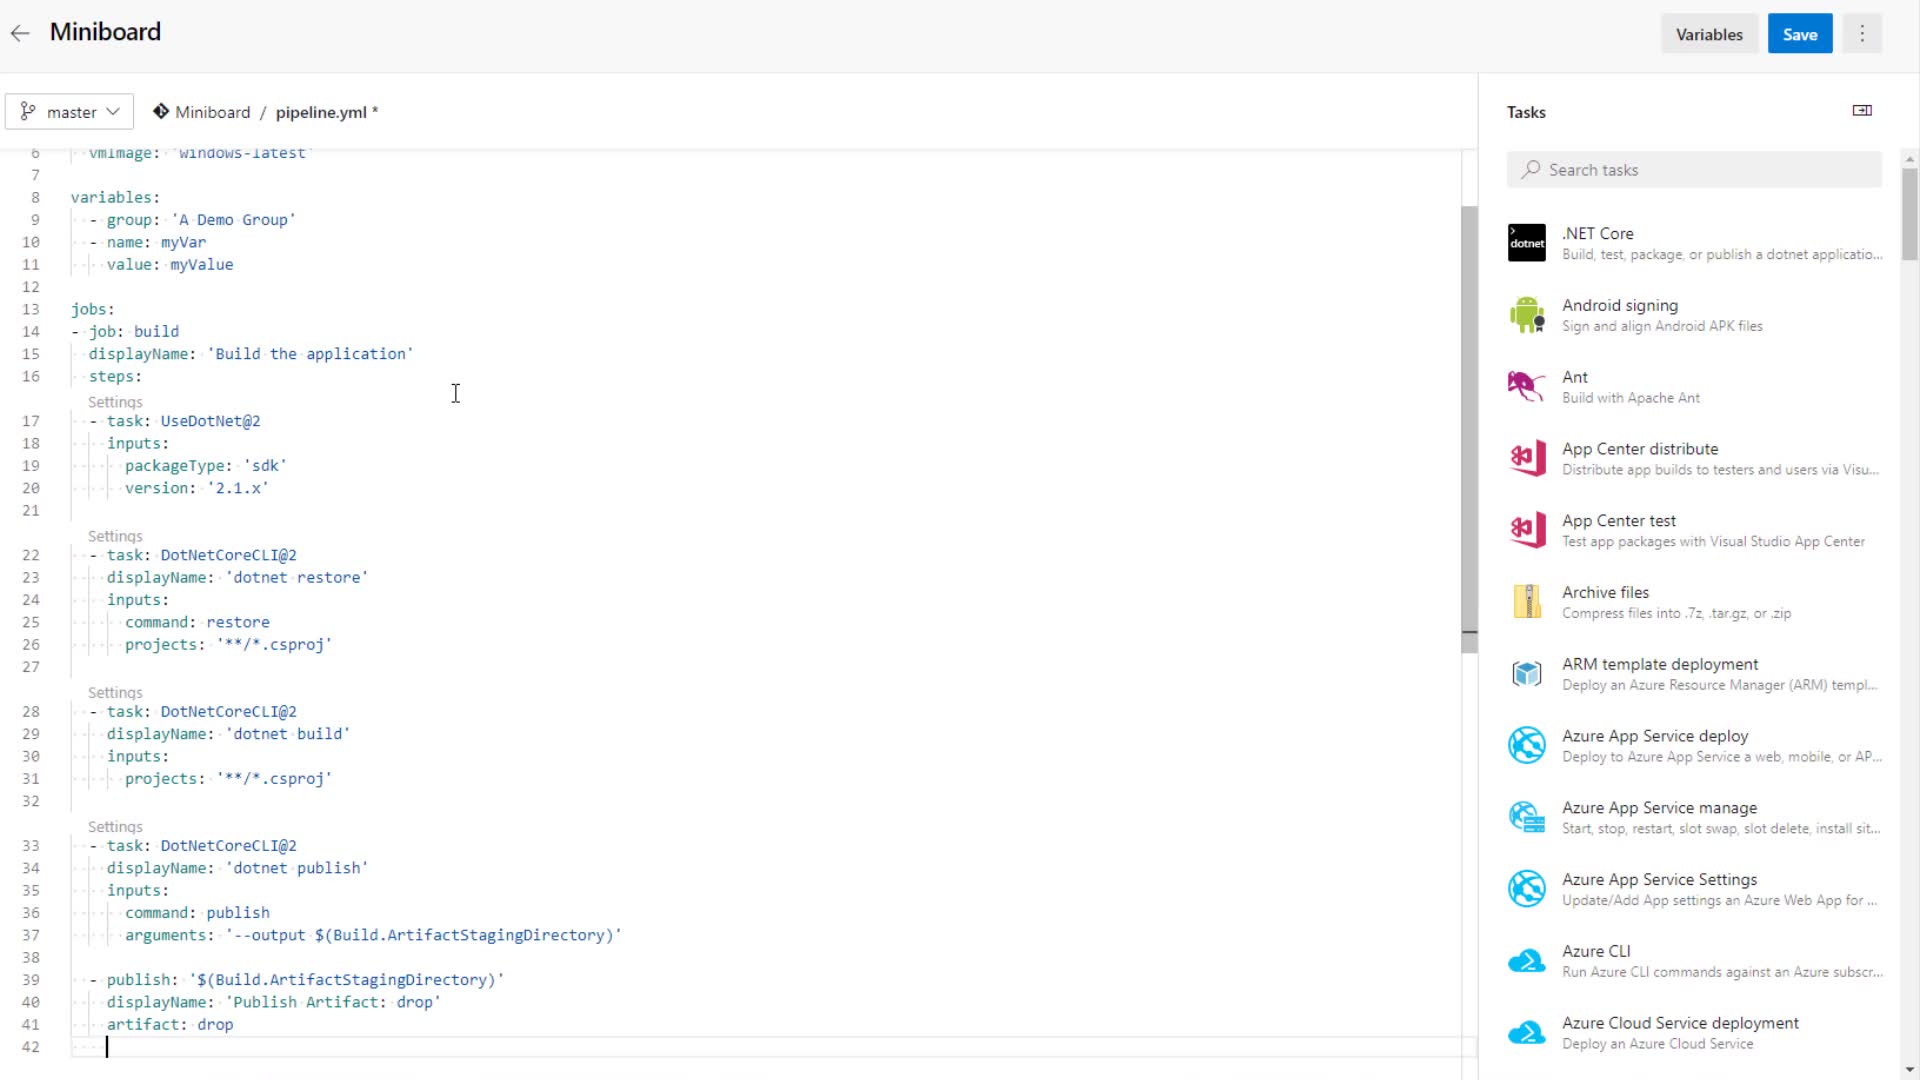 Miniboard
Variables
Save
master
Miniboard / pipeline.yml *
Tasks
Search tasks
6 vmImage: 'windows-latest'
7
8 variables:
9 - group: 'A Demo Group'
10 - name: myVar
11 value: myValue
12
13 jobs:
14 - job: build
15 displayName: 'Build the application'
16 steps:
Settings
17 - task: UseDotNet@2
18 inputs:
19 packageType: 'sdk'
20 version: '2.1.x'
21
Settings
22 - task: DotNetCoreCLI@2
23 displayName: 'dotnet restore'
24 inputs:
25 command: restore
26 projects: '**/*.csproj'
27
Settings
28 - task: DotNetCoreCLI@2
29 displayName: 'dotnet build'
30 inputs:
31 projects: '**/*.csproj'
32
Settings
33 - task: DotNetCoreCLI@2
34 displayName: 'dotnet publish'
35 inputs:
36 command: publish
37 arguments: '--output $(Build.ArtifactStagingDirectory)'
38
39 - publish: '$(Build.ArtifactStagingDirectory)'
40 displayName: 'Publish Artifact: drop'
41 artifact: drop
42
dotnet
.NET Core
Build, test, package, or publish a dotnet applicatio...
Android signing
Sign and align Android APK files
Ant
Build with Apache Ant
App Center distribute
Distribute app builds to testers and users via Visu...
App Center test
Test app packages with Visual Studio App Center
Archive files
Compress files into .7z, .tar.gz, or .zip
ARM template deployment
Deploy an Azure Resource Manager (ARM) templ...
Azure App Service deploy
Deploy to Azure App Service a web, mobile, or AP...
Azure App Service manage
Start, stop, restart, slot swap, slot delete, install sit...
Azure App Service Settings
Update/Add App settings an Azure Web App for ...
Azure CLI
Run Azure CLI commands against an Azure subscr...
Azure Cloud Service deployment
Deploy an Azure Cloud Service